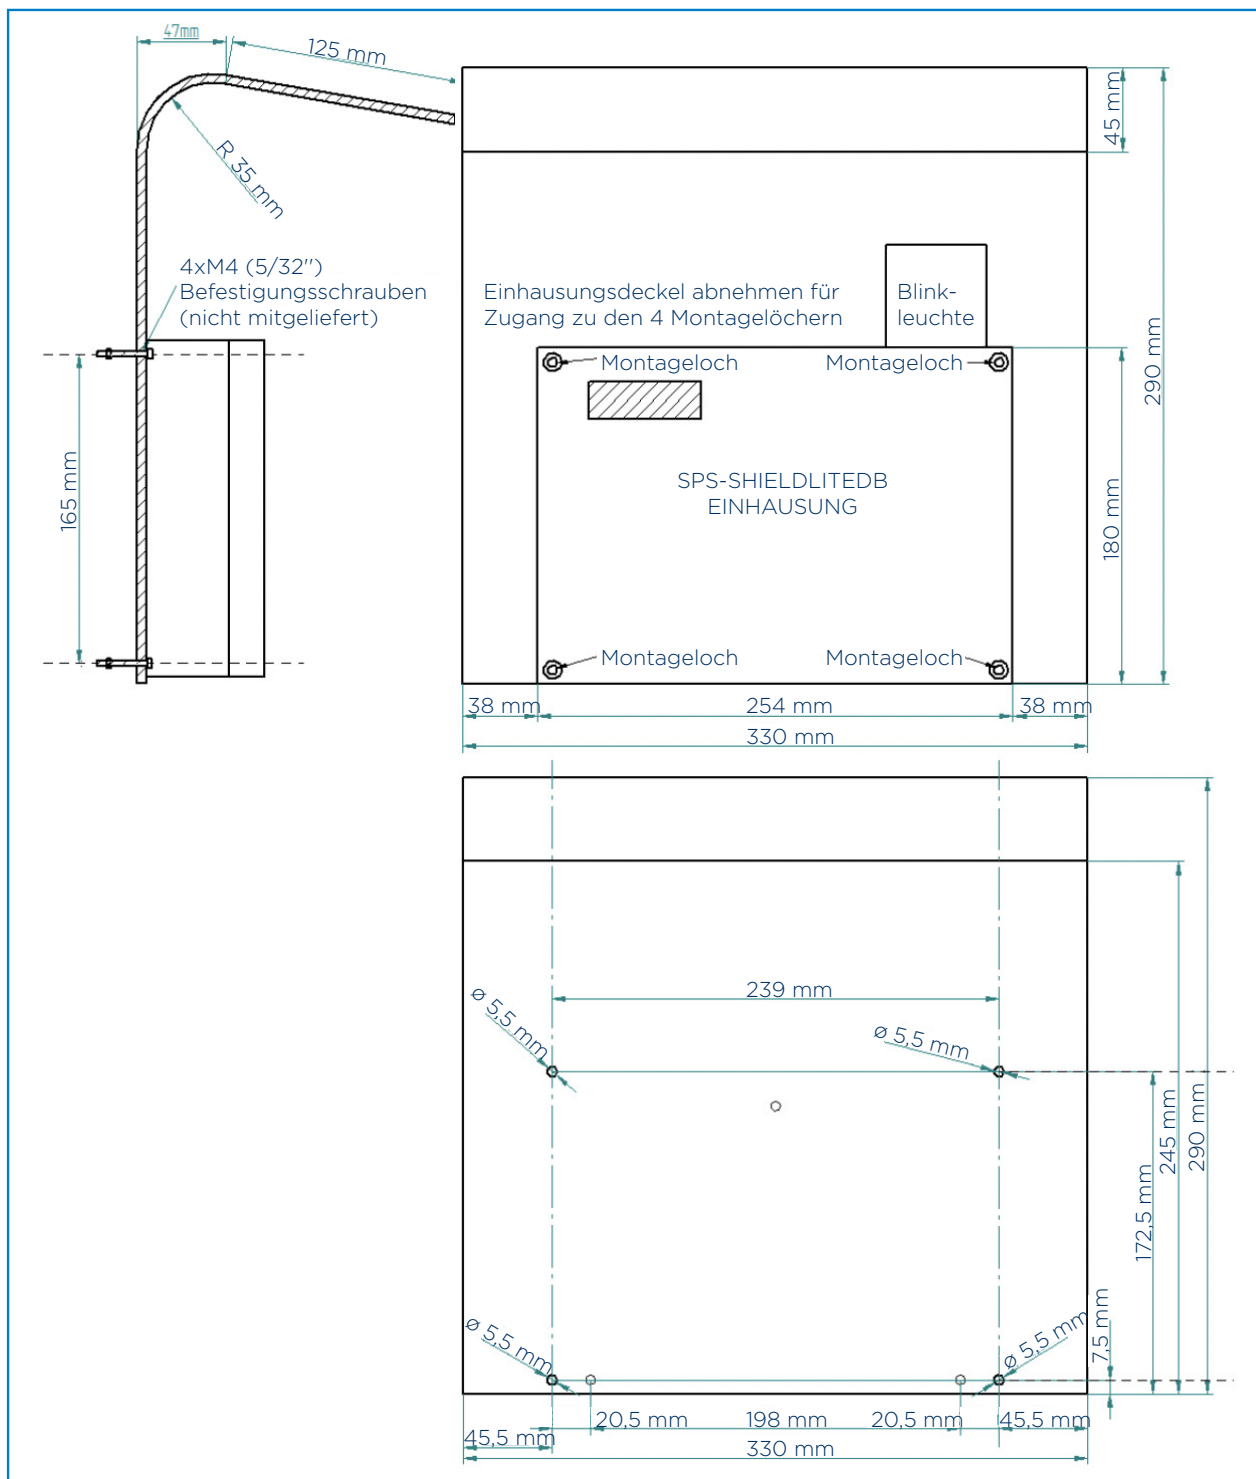 47mm
125 mm
45 mm
R 35 mm
4xM4 (5/32'')
Befestigungsschrauben
(nicht mitgeliefert)
Einhausungsdeckel abnehmen für
Zugang zu den 4 Montagelöchern
Blink-
leuchte
290 mm
Montageloch
Montageloch
165 mm
SPS-SHIELDLITEDB
EINHAUSUNG
180 mm
Montageloch
Montageloch
38 mm
254 mm
38 mm
330 mm
239 mm
ø 5,5 mm
ø 5,5 mm
245 mm
290 mm
172,5 mm
ø 5,5 mm
ø 5,5 mm
7,5 mm
20,5 mm
198 mm
20,5 mm
45,5 mm
45,5 mm
330 mm